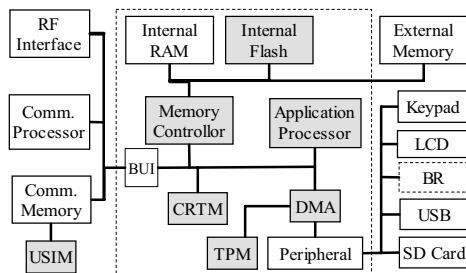 RF
Interface
Internal
RAM
Internal
Flash
External
Memory
Comm.
Processor
Memory
Controllor
Application
Processor
Keypad
LCD
BR
USB
SD Card
BUI
Comm.
Memory
USIM
CRTM
DMA
TPM
Peripheral